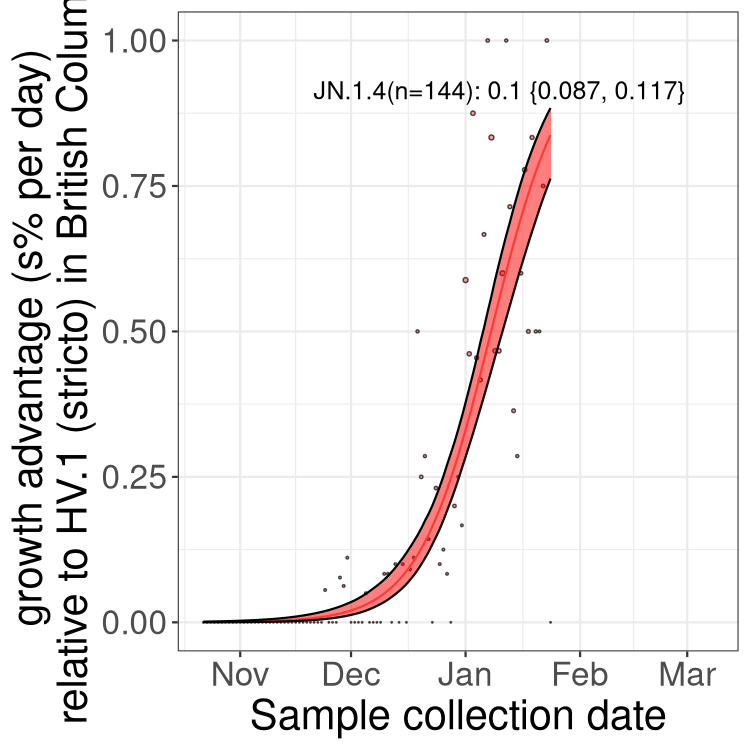 growth advantage (s% per day)
relative to HV.1 (stricto) in British Colum
1.00
0.75
0.50
0.25
0.00
JN.1.4(n=144): 0.1 {0.087, 0.117}
Nov Dec Jan Feb Mar
Sample collection date